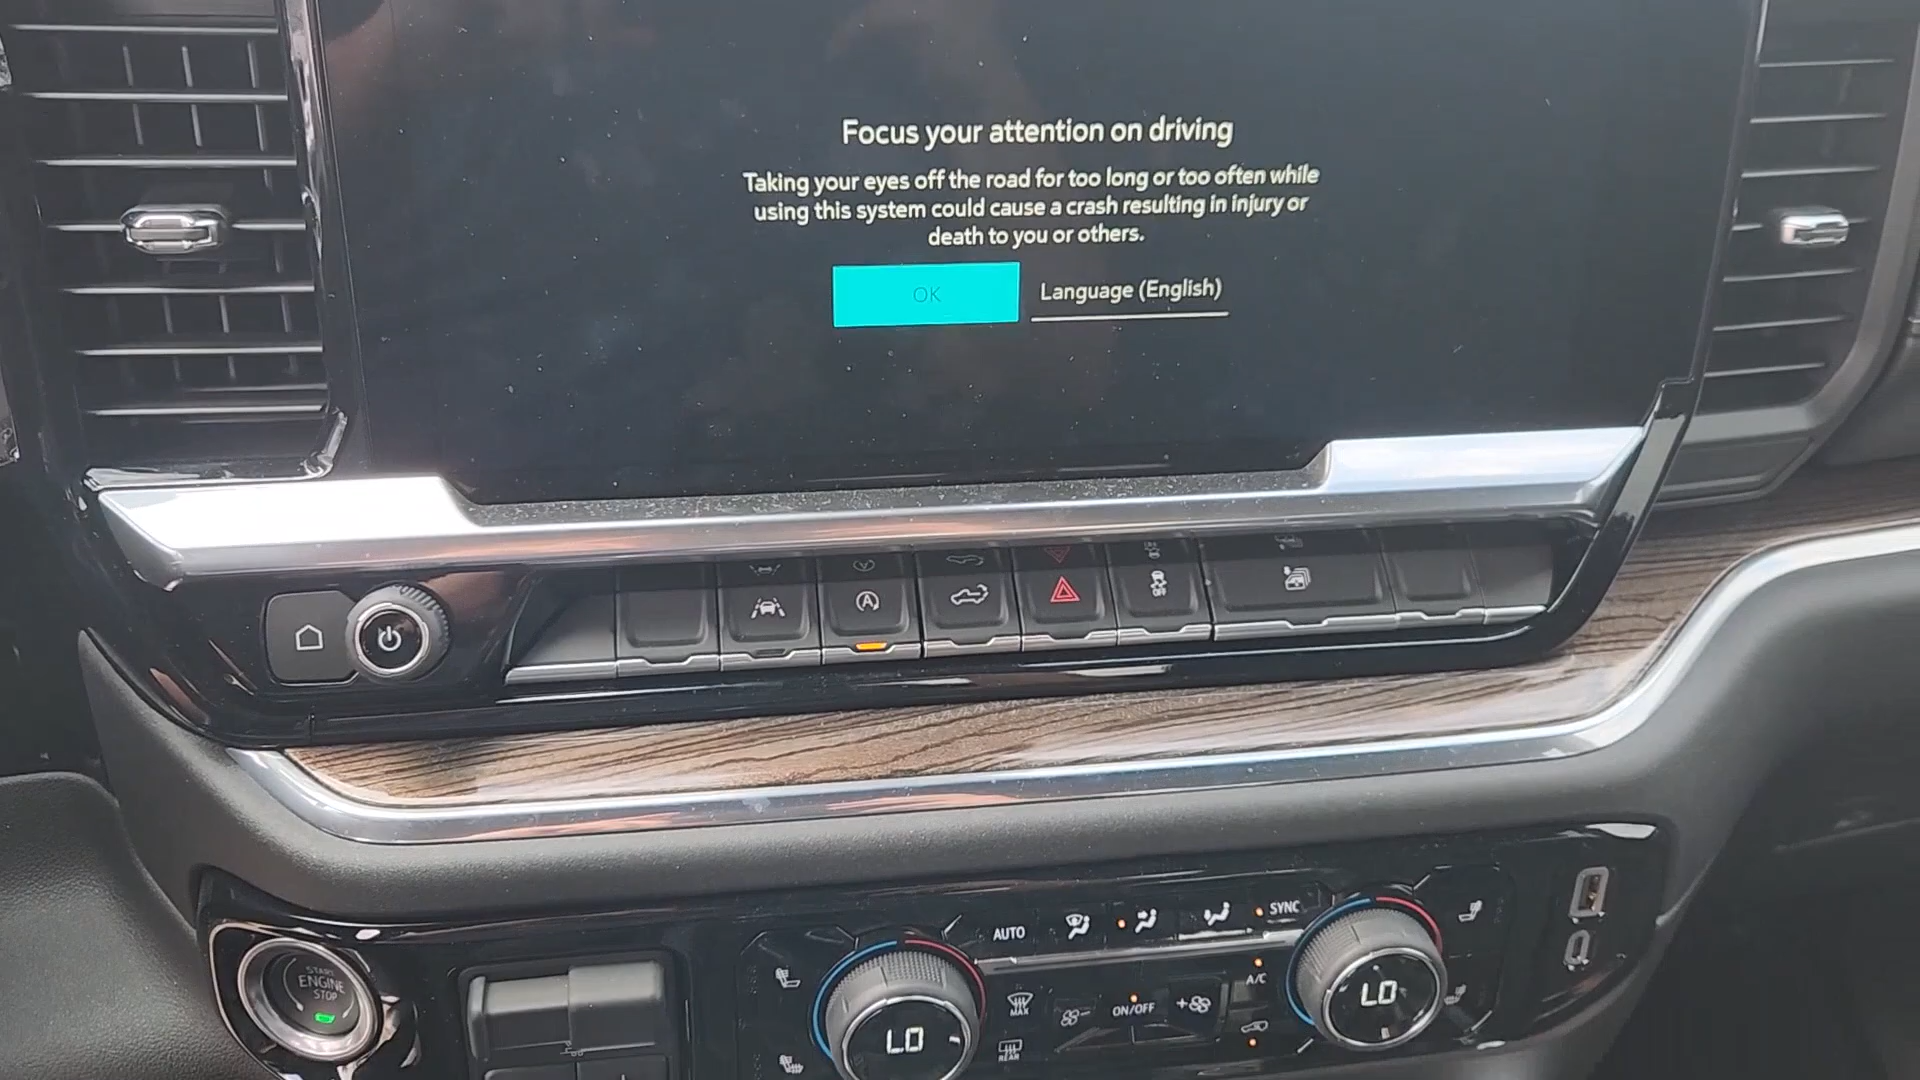 Focus your attention on driving
Taking your eyes off the road for too long or too often while
using this system could cause a crash resulting in injury or
death to you or others.
OK
Language (English)
A
OFF
AUTO
SYNC
START
ENGINE
STOP
MAX
ON/OFF
A/C
LO
LO
REAR